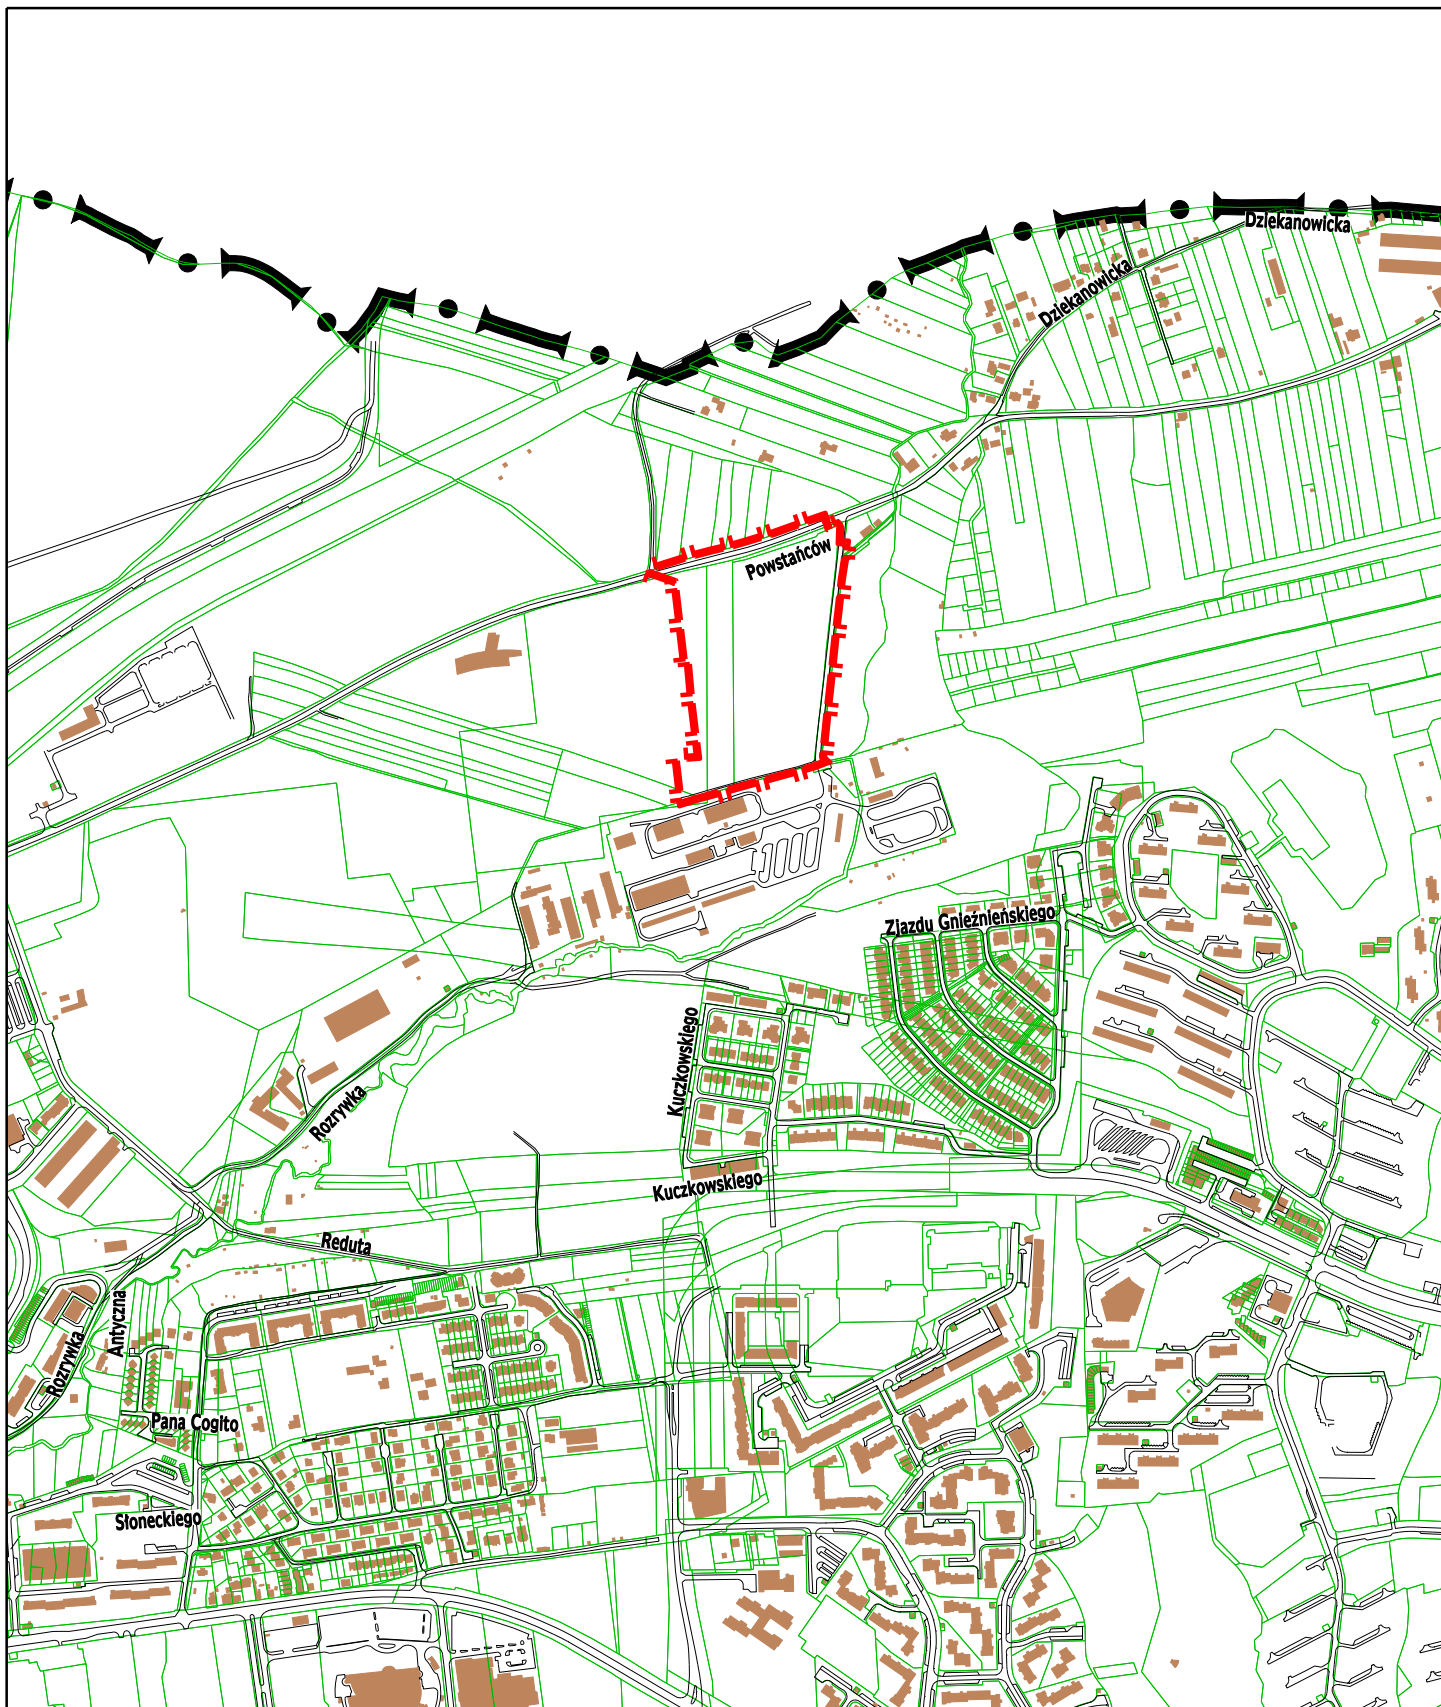 Dziekanowicka
Dziekanowicka
Powstańców
Zjazdu Gnieźnieńskiego
Kuczkowskiego
Rozrywka
Kuczkowskiego
Reduta
Antyczna
Rozrywka
Pana Cogito
Słoneckiego